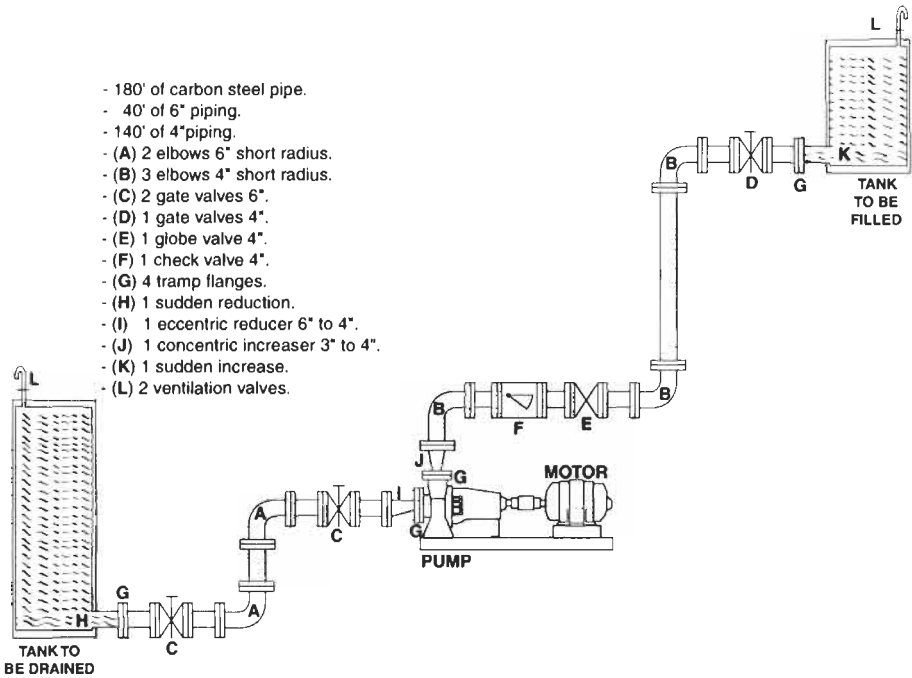 L
- 180' of carbon steel pipe.
- 40' of 6" piping.
- 140' of 4"piping.
- (A) 2 elbows 6" short radius.
- (B) 3 elbows 4" short radius.
- (C) 2 gate valves 6".
- (D) 1 gate valves 4".
- (E) 1 globe valve 4".
- (F) 1 check valve 4".
- (G) 4 tramp flanges.
- (H) 1 sudden reduction.
- (I) 1 eccentric reducer 6" to 4".
- (J) 1 concentric increaser 3" to 4".
- (K) 1 sudden increase.
- (L) 2 ventilation valves.
B
D
G
K
TANK
TO BE
FILLED
L
B
F
E
B
J
G
MOTOR
A
C
I
G
PUMP
G
H
C
A
TANK TO
BE DRAINED